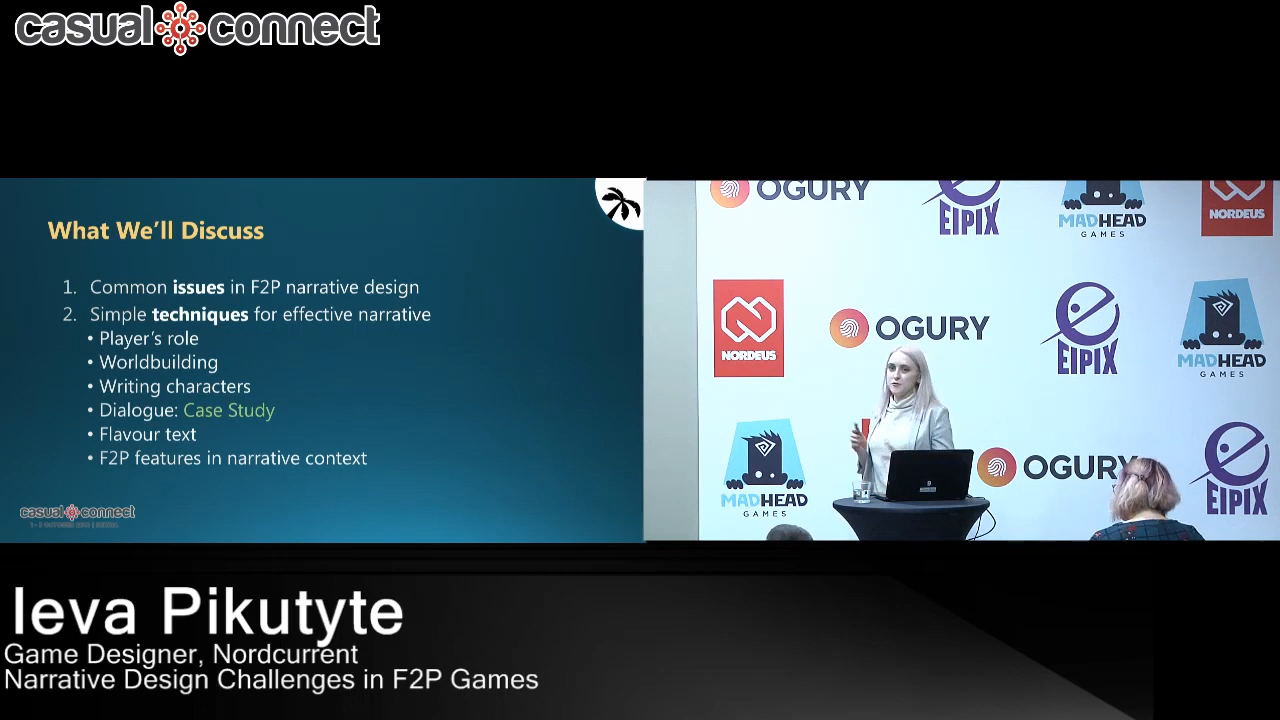 casual connect
What We'll Discuss
1. Common issues in F2P narrative design
2. Simple techniques for effective narrative
• Player's role
• Worldbuilding
• Writing characters
• Dialogue: Case Study
• Flavour text
• F2P features in narrative context
casual connect
OGURY
EIPIX
MADHEAD
GAMES
NORDEUS
NORDEUS
OGURY
EIPIX
MADHEAD
GAMES
MADHEAD
GAMES
OGURY
EIPIX
Ieva Pikutyte
Game Designer, Nordcurrent
Narrative Design Challenges in F2P Games